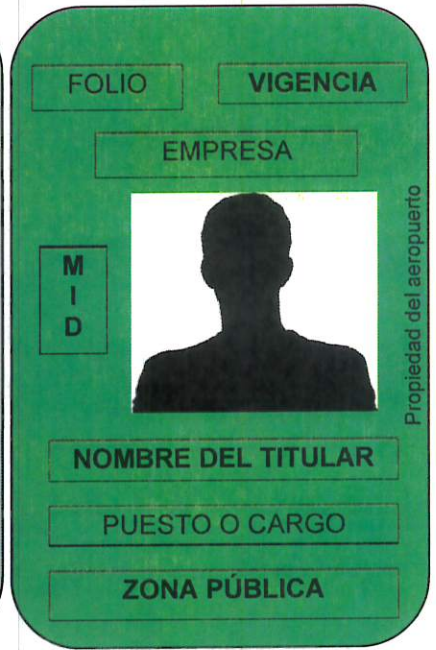 FOLIO
VIGENCIA
EMPRESA
M
I
D
Propiedad del aeropuerto
NOMBRE DEL TITULAR
PUESTO O CARGO
ZONA PÚBLICA